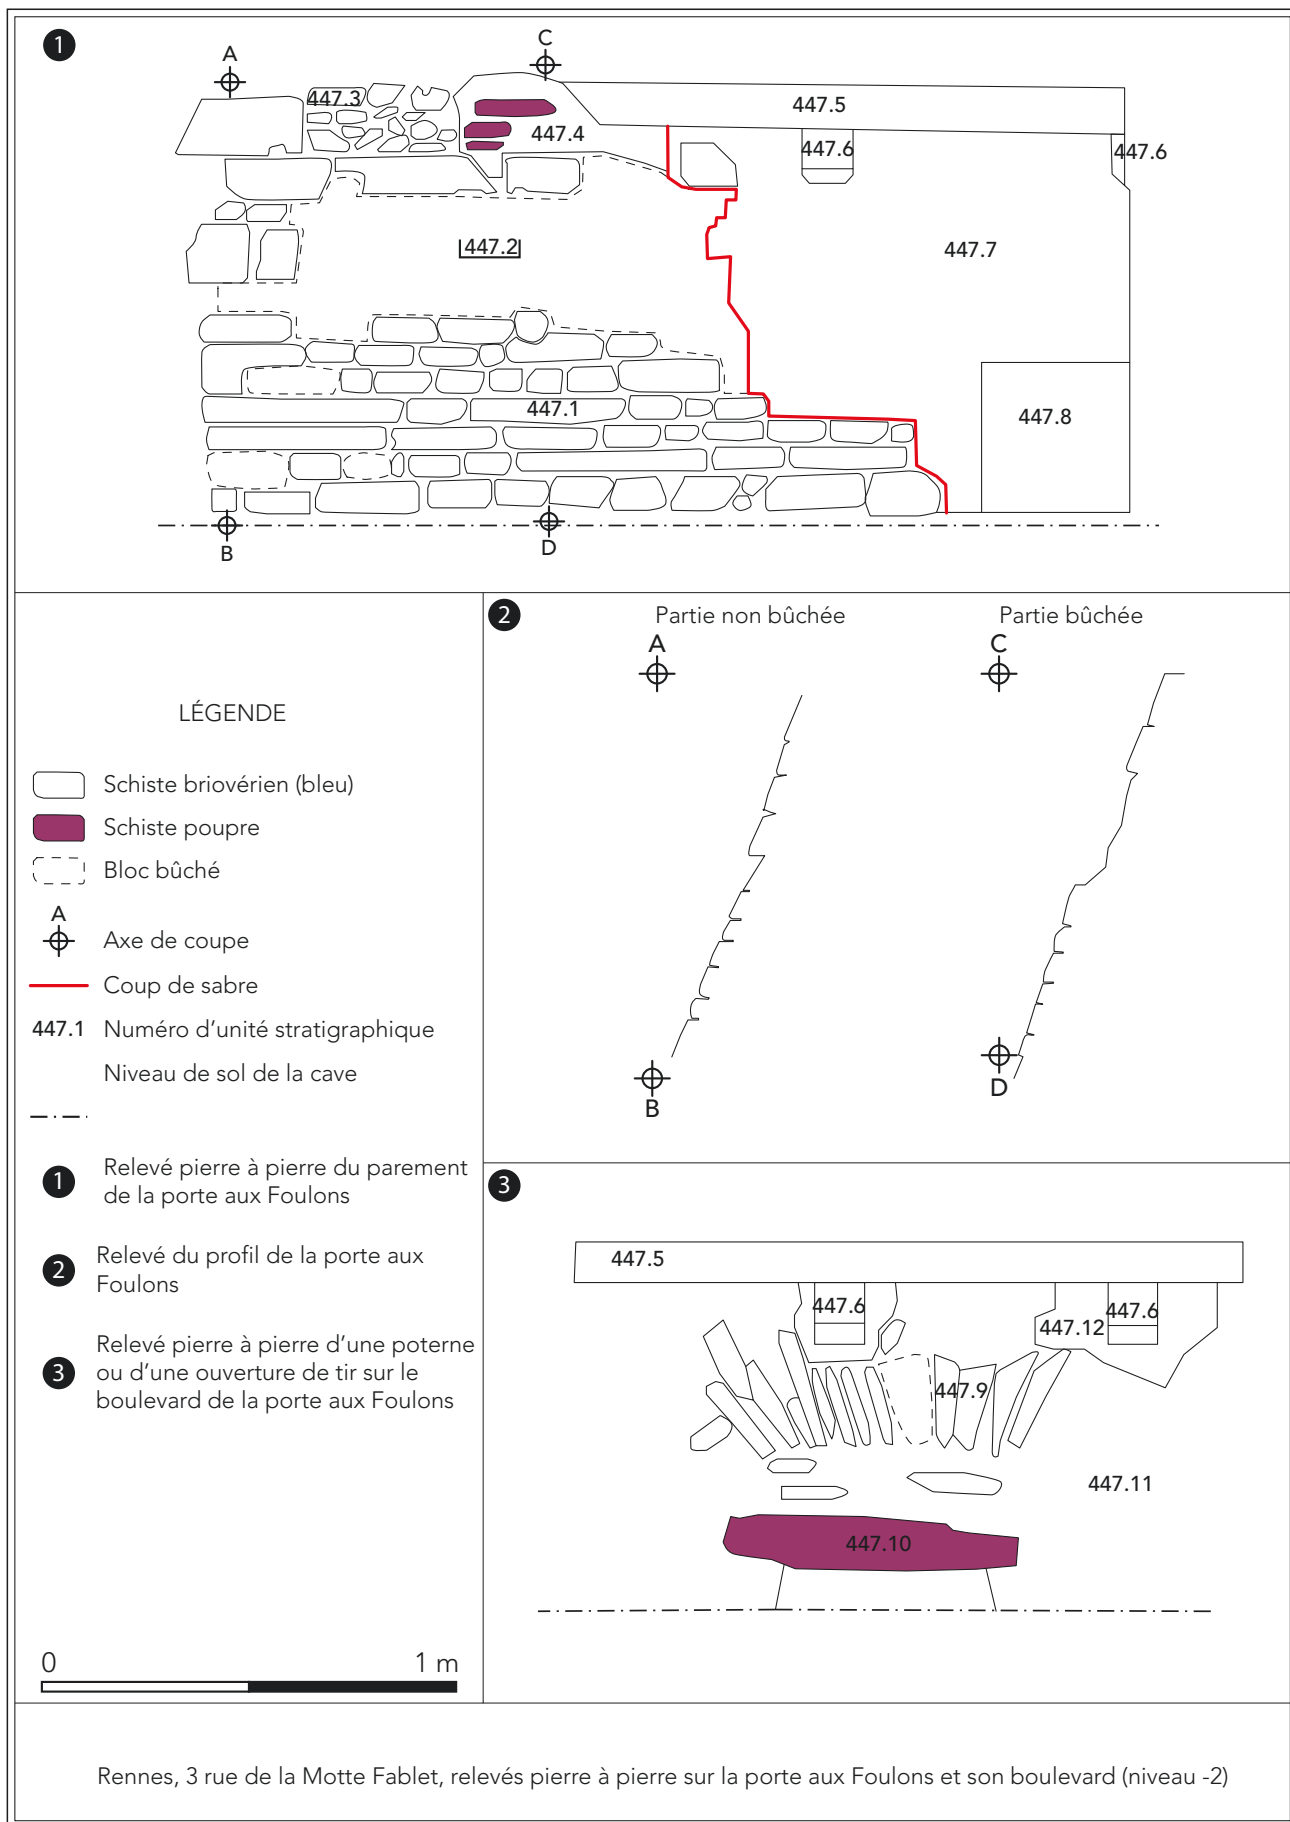 1
A
C
447.3
447.5
447.4
447.6
447.6
447.2
447.7
447.1
447.8
B
D
2
Partie non bûchée
Partie bûchée
A
C
B
D
LÉGENDE
Schiste briovérien (bleu)
Schiste poupre
Bloc bûché
A
Axe de coupe
Coup de sabre
447.1 Numéro d'unité stratigraphique
Niveau de sol de la cave
1 Relevé pierre à pierre du parement
de la porte aux Foulons
2 Relevé du profil de la porte aux
Foulons
3 Relevé pierre à pierre d'une poterne
ou d'une ouverture de tir sur le
boulevard de la porte aux Foulons
0 1 m
3
447.5
447.6
447.6
447.12
447.9
447.11
447.10
Rennes, 3 rue de la Motte Fablet, relevés pierre à pierre sur la porte aux Foulons et son boulevard (niveau -2)